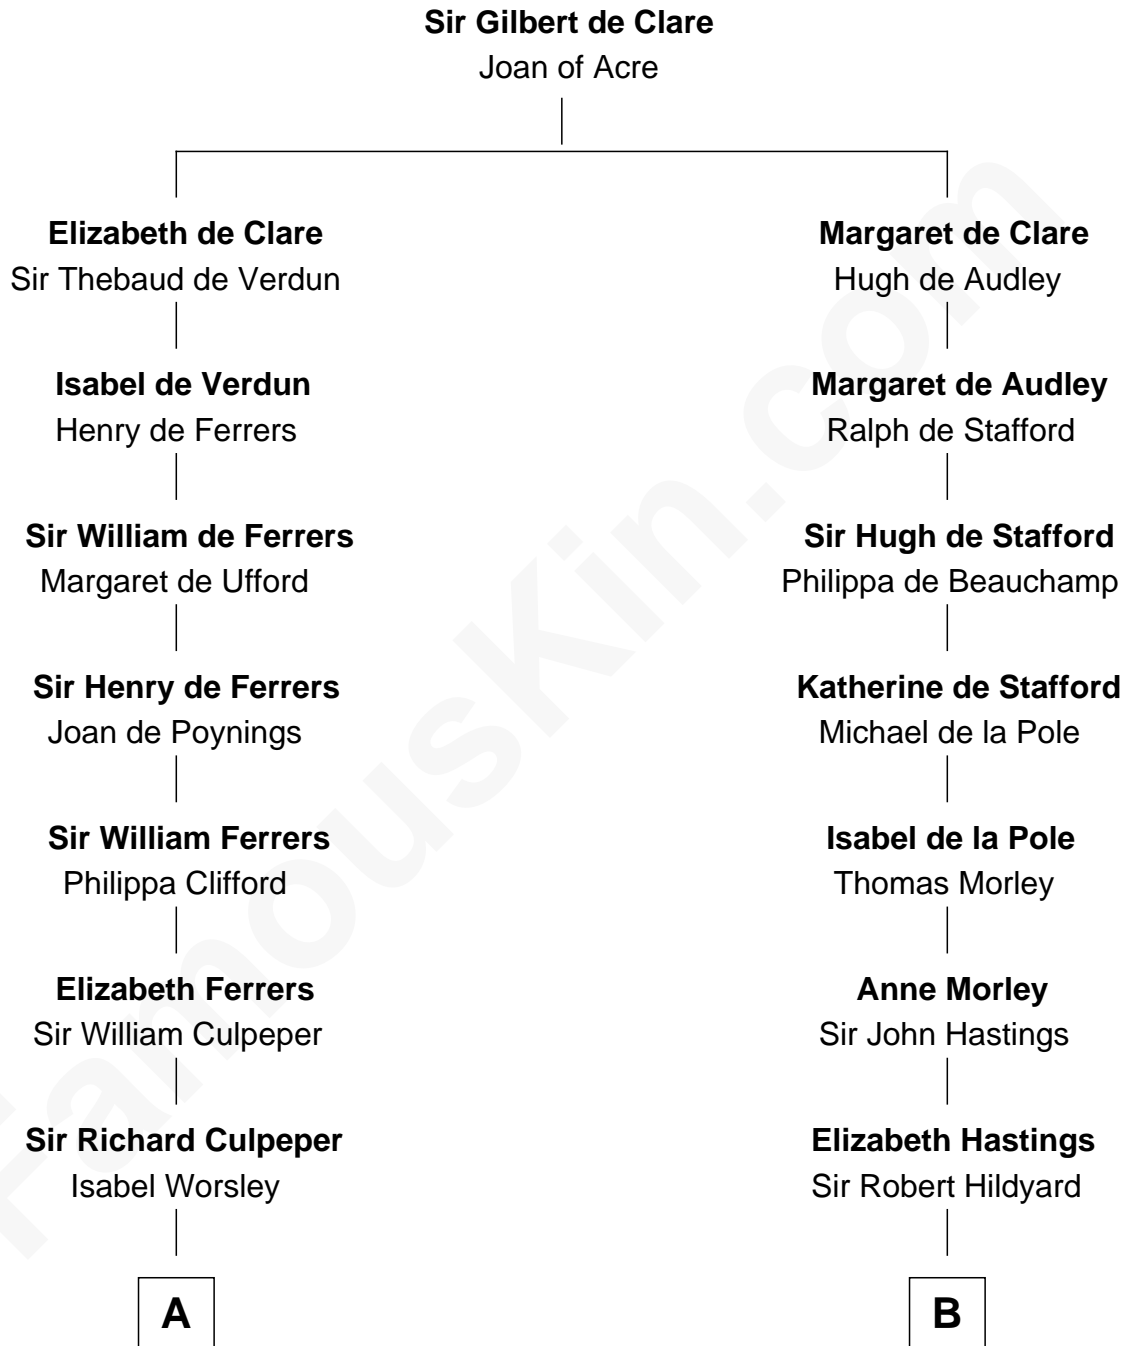 Sir Gilbert de Clare
Joan of Acre
Elizabeth de Clare
Sir Thebaud de Verdun
Margaret de Clare
Hugh de Audley
Isabel de Verdun
Henry de Ferrers
Margaret de Audley
Ralph de Stafford
Sir William de Ferrers
Margaret de Ufford
Sir Hugh de Stafford
Philippa de Beauchamp
Sir Henry de Ferrers
Joan de Poynings
Katherine de Stafford
Michael de la Pole
Sir William Ferrers
Philippa Clifford
Isabel de la Pole
Thomas Morley
Elizabeth Ferrers
Sir William Culpeper
Anne Morley
Sir John Hastings
Sir Richard Culpeper
Isabel Worsley
Elizabeth Hastings
Sir Robert Hildyard
A
B
FamousKin.com